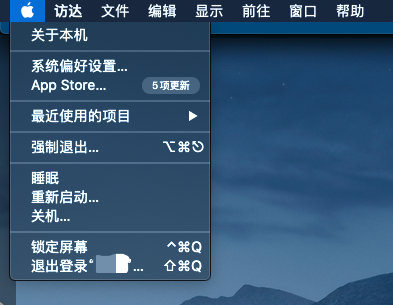 访达 文件 编辑 显示 前往 窗口 帮助
关于本机
系统偏好设置...
App Store... 5项更新
最近使用的项目 ▶
强制退出... ⌥⌘⎋
睡眠
重新启动...
关机...
锁定屏幕 ^⌘Q
退出登录“ ... ⇧⌘Q